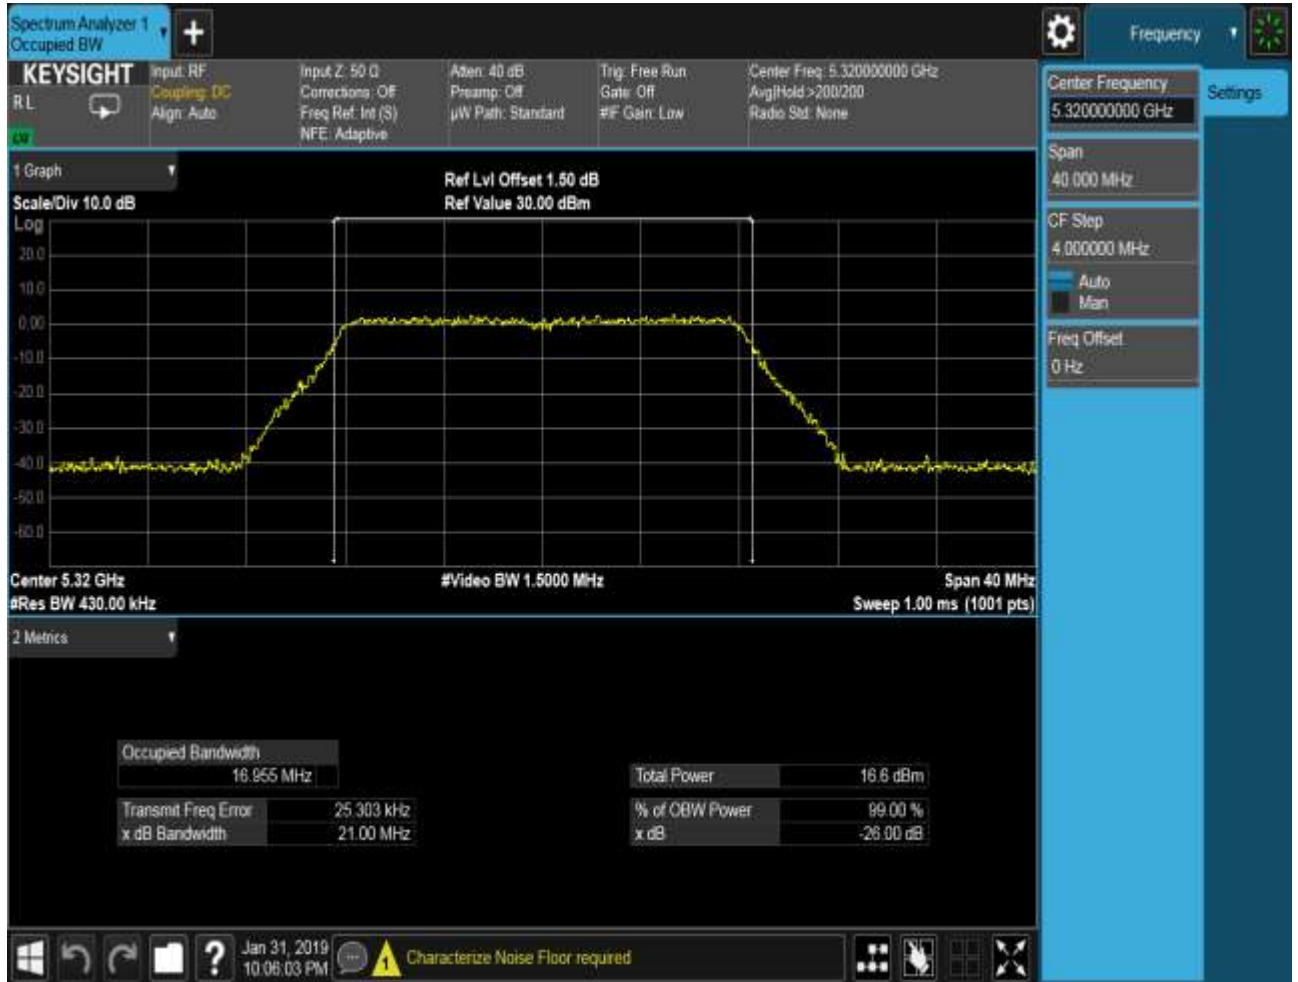 Spectrum Analyzer 1
Occupied BW
Frequency
KEYSIGHT
R L
Input: RF
Coupling: DC
Align: Auto
Input Z: 50 Ω
Corrections: Off
Freq Ref: Int (S)
NFE: Adaptive
Atten: 40 dB
Preamp: Off
µW Path: Standard
Trig: Free Run
Gate: Off
#IF Gain: Low
Center Freq: 5.320000000 GHz
Avg|Hold:>200/200
Radio Std: None
Center Frequency
5.320000000 GHz
Settings
Span
40.000 MHz
CF Step
4.000000 MHz
Auto
Man
Freq Offset
0 Hz
1 Graph
Scale/Div 10.0 dB
Ref Lvl Offset 1.50 dB
Ref Value 30.00 dBm
Log
20.0
10.0
0.00
-10.0
-20.0
-30.0
-40.0
-50.0
-60.0
Center 5.32 GHz
#Res BW 430.00 kHz
#Video BW 1.5000 MHz
Span 40 MHz
Sweep 1.00 ms (1001 pts)
2 Metrics
Occupied Bandwidth
16.955 MHz
Transmit Freq Error 25.303 kHz
x dB Bandwidth 21.00 MHz
Total Power 16.6 dBm
% of OBW Power 99.00 %
x dB -26.00 dB
?
Jan 31, 2019
10:06:03 PM
1
Characterize Noise Floor required